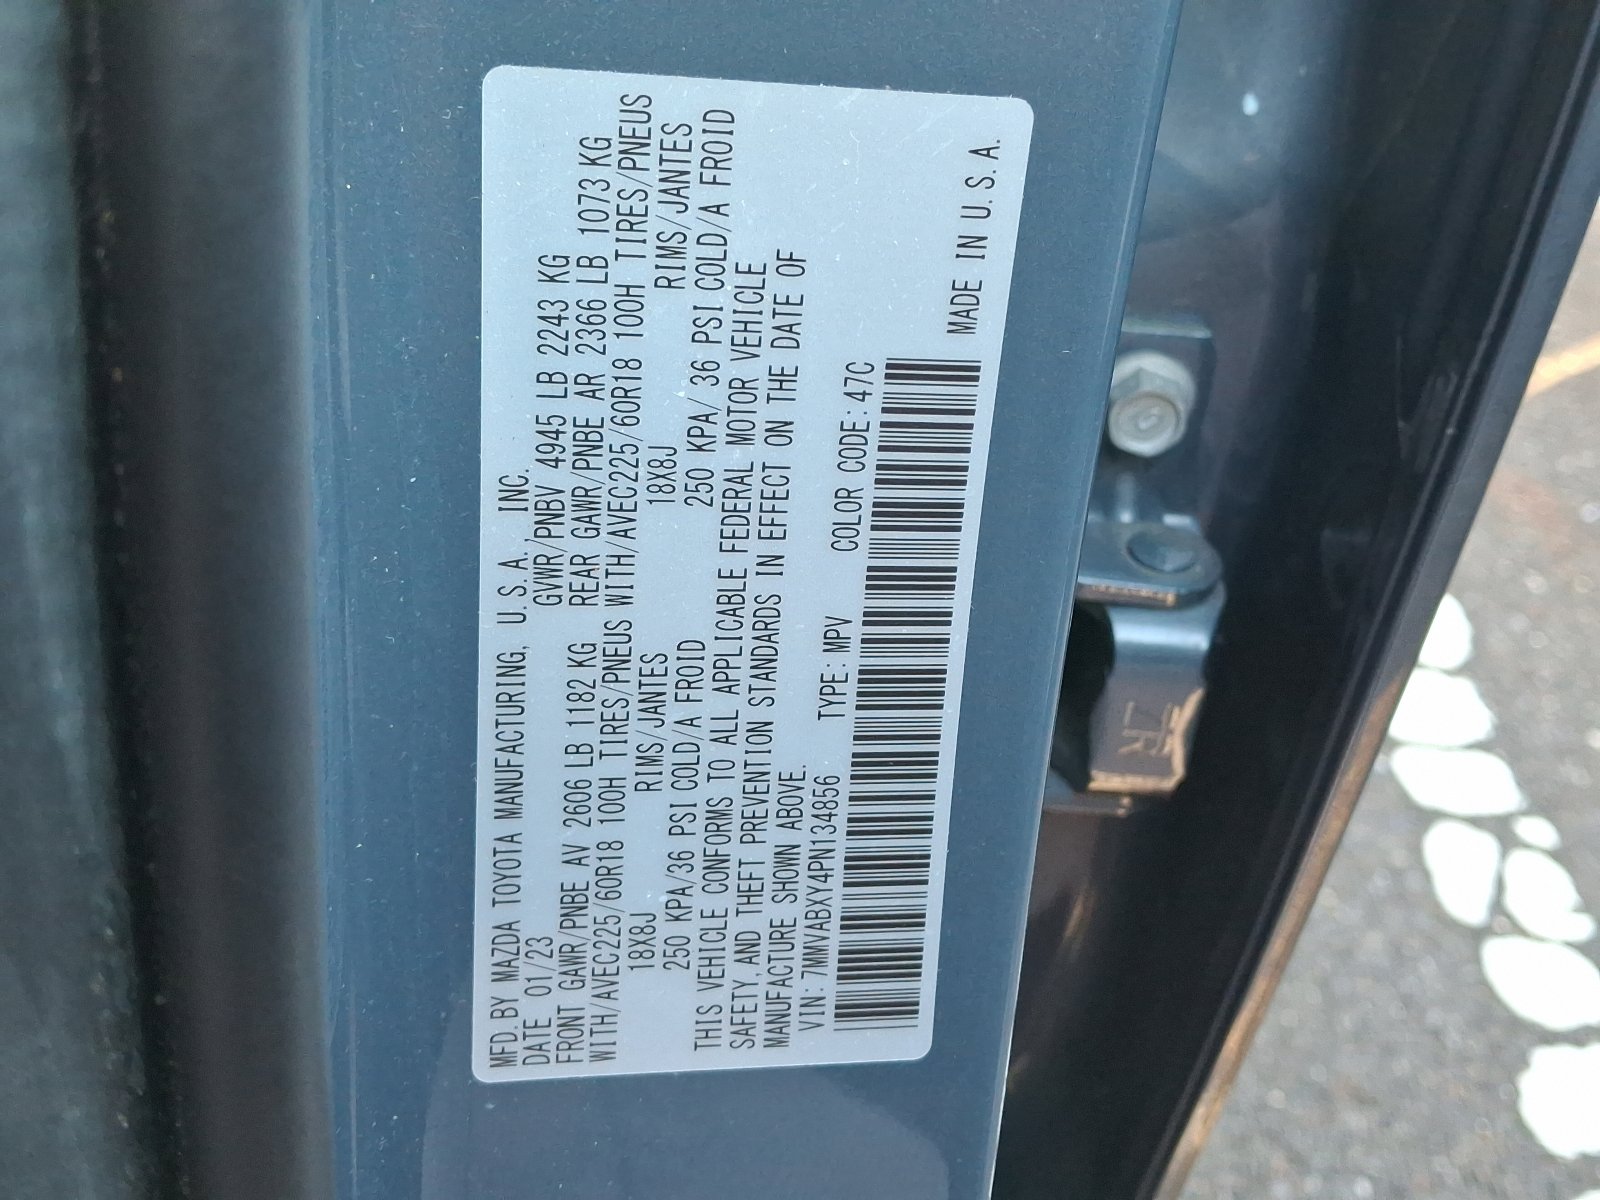 MFD. BY MAZDA TOYOTA MANUFACTURING, U.S.A., INC.
DATE 01/23 GVWR/PNBV 4945 LB 2243 KG
FRONT GAWR/PNBE AV 2606 LB 1182 KG REAR GAWR/PNBE AR 2366 LB 1073 KG
WITH/AVEC225/60R18 100H TIRES/PNEUS WITH/AVEC225/60R18 100H TIRES/PNEUS
18X8J RIMS/JANTES 18X8J RIMS/JANTES
250 KPA/36 PSI COLD/A FROID 250 KPA/ 36 PSI COLD/A FROID
THIS VEHICLE CONFORMS TO ALL APPLICABLE FEDERAL MOTOR VEHICLE
SAFETY, AND THEFT PREVENTION STANDARDS IN EFFECT ON THE DATE OF
MANUFACTURE SHOWN ABOVE.
VIN: 7MMVABXY4PN134856 TYPE: MPV COLOR CODE: 47C
MADE IN U.S.A.